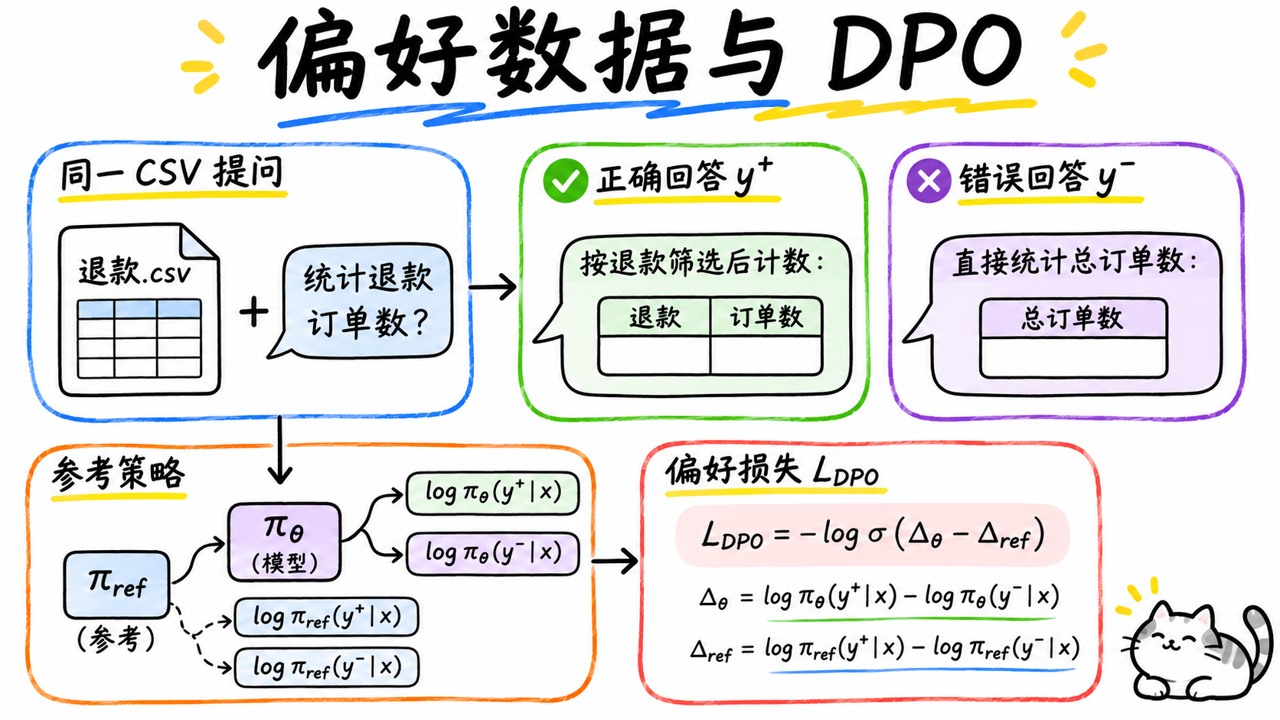 偏好数据与 DPO
同一 CSV 提问
退款.csv
+
统计退款
订单数?
正确回答 y⁺
按退款筛选后计数:
退款 订单数
错误回答 y⁻
直接统计总订单数:
总订单数
参考策略
π_ref
(参考)
π_θ
(模型)
log π_θ(y⁺|x)
log π_θ(y⁻|x)
log π_ref(y⁺|x)
log π_ref(y⁻|x)
偏好损失 L_DPO
L_DPO = − log σ (Δ_θ − Δ_ref)
Δ_θ = log π_θ(y⁺|x) − log π_θ(y⁻|x)
Δ_ref = log π_ref(y⁺|x) − log π_ref(y⁻|x)